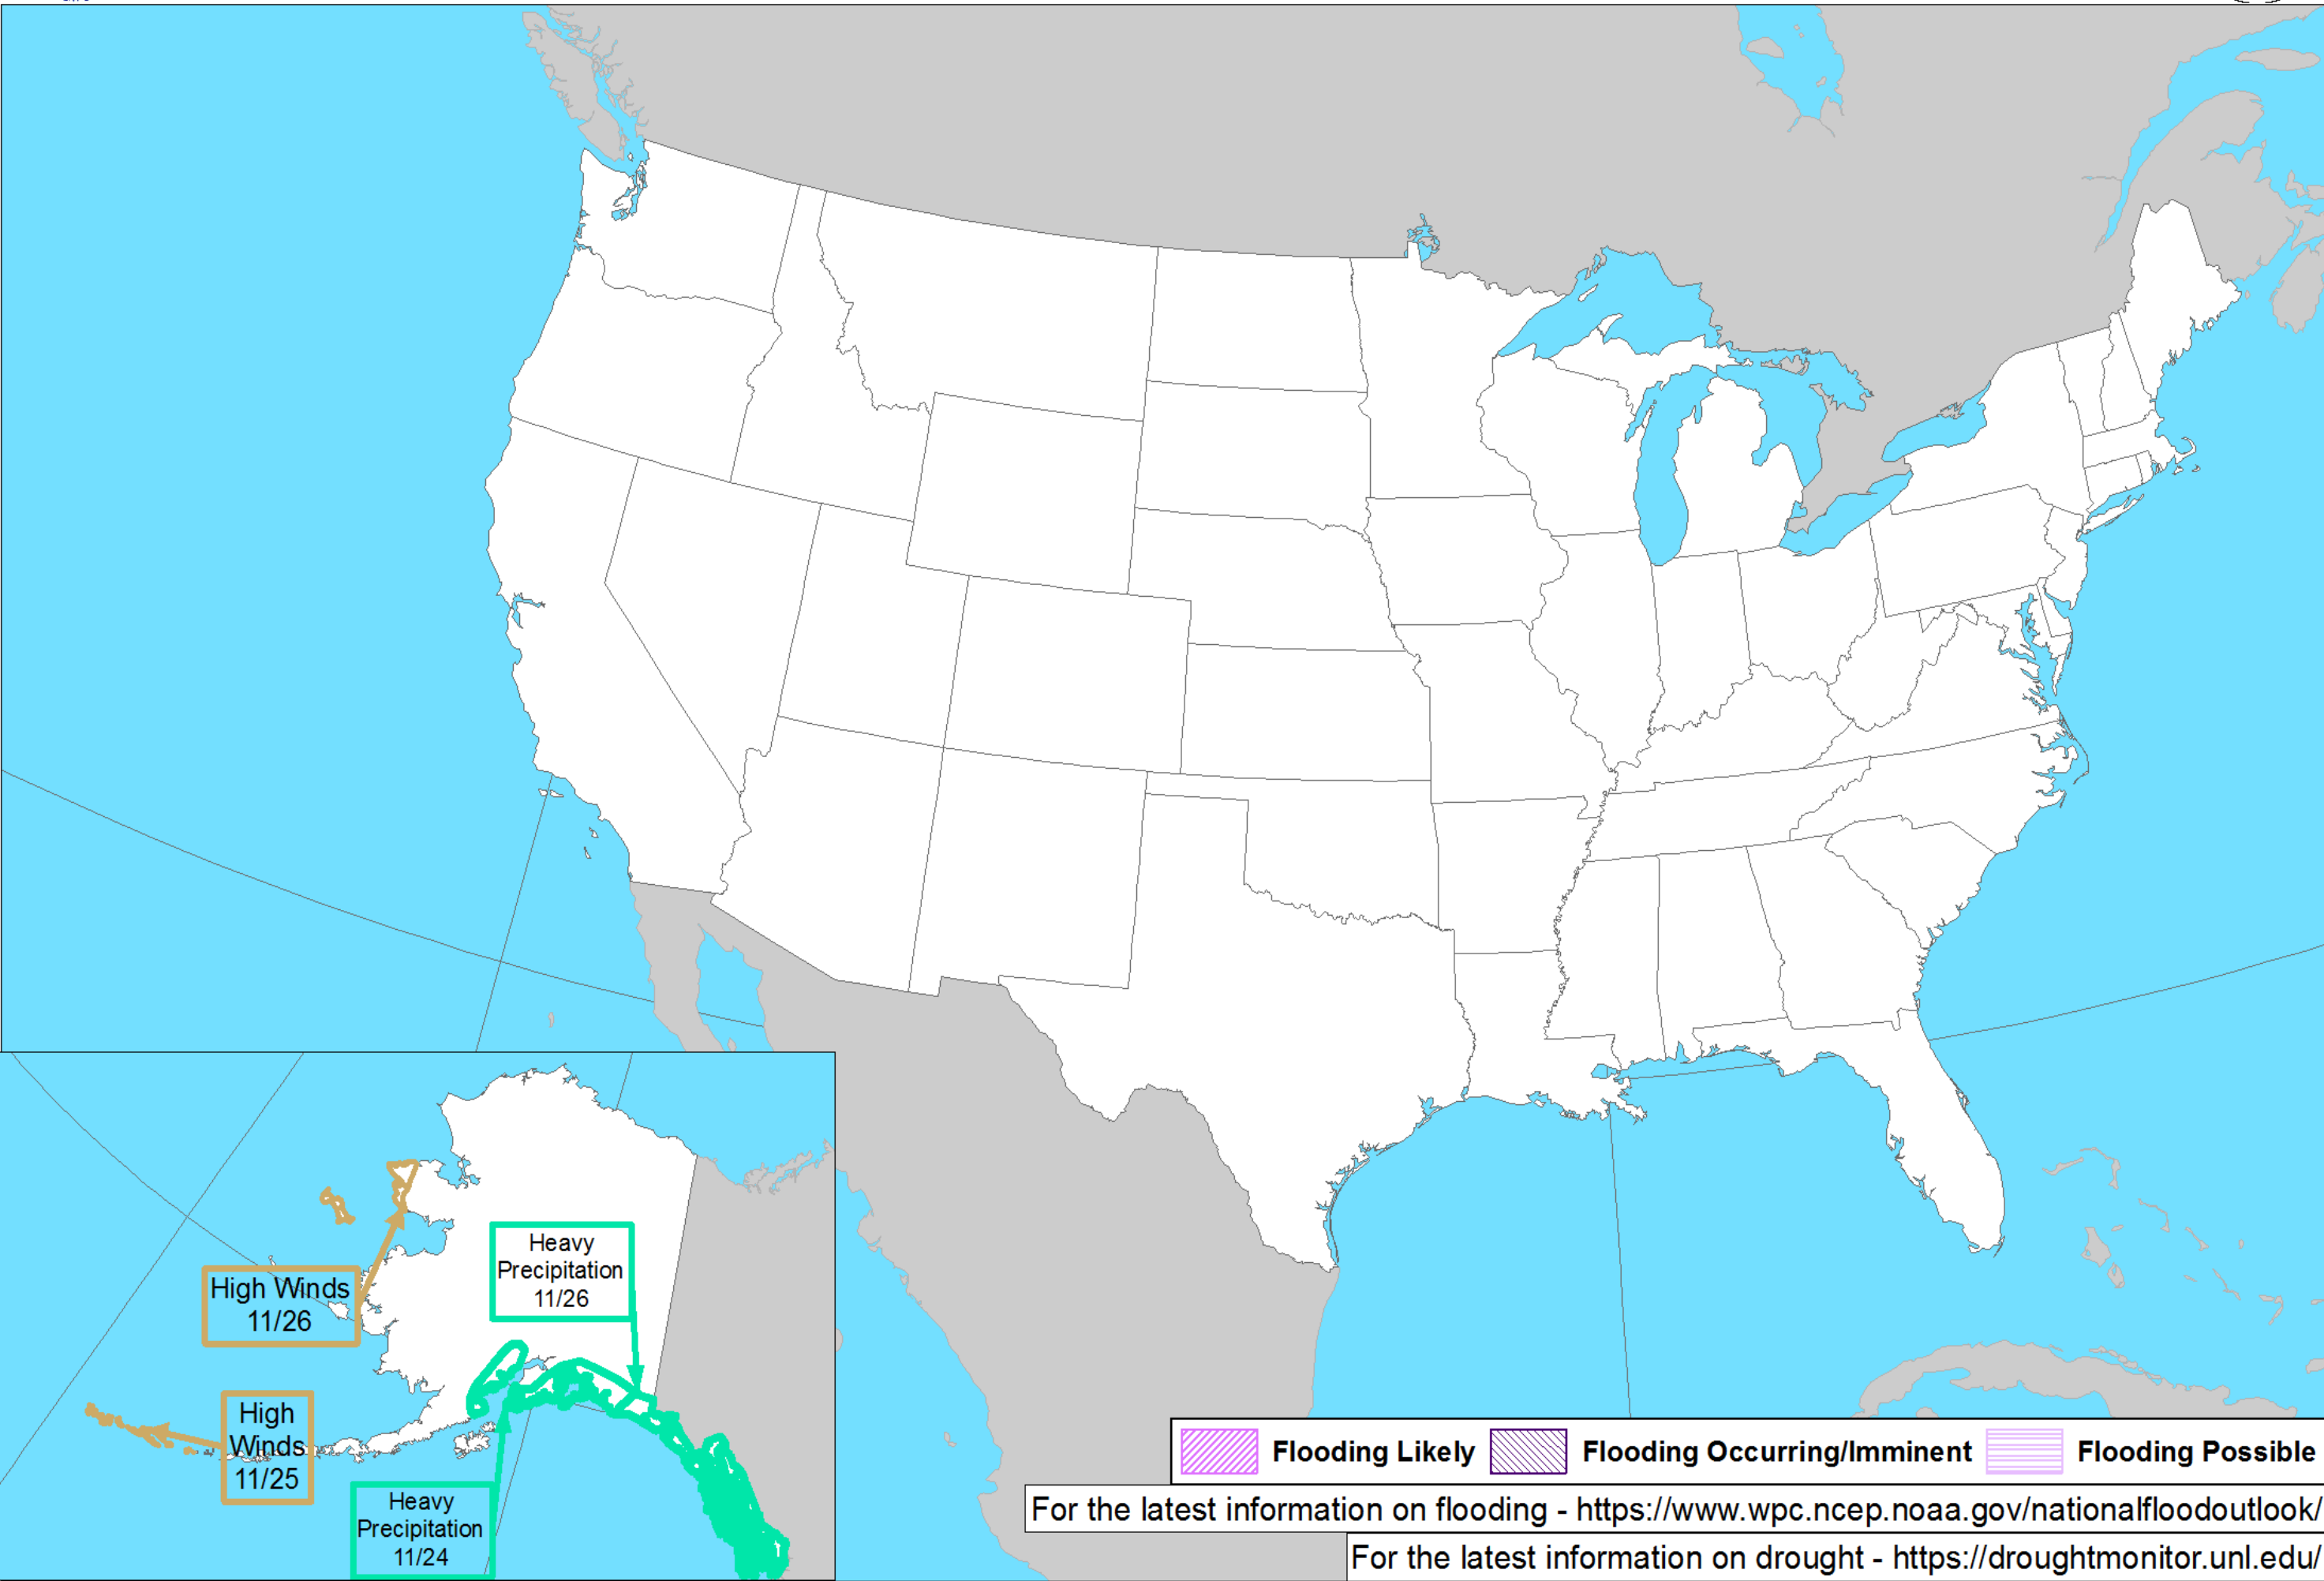 Heavy
Precipitation
11/26
High Winds
11/26
High
Winds
11/25
Heavy
Precipitation
11/24
Flooding Likely
Flooding Occurring/Imminent
Flooding Possible
For the latest information on flooding - https://www.wpc.ncep.noaa.gov/nationalfloodoutlook/
For the latest information on drought - https://droughtmonitor.unl.edu/